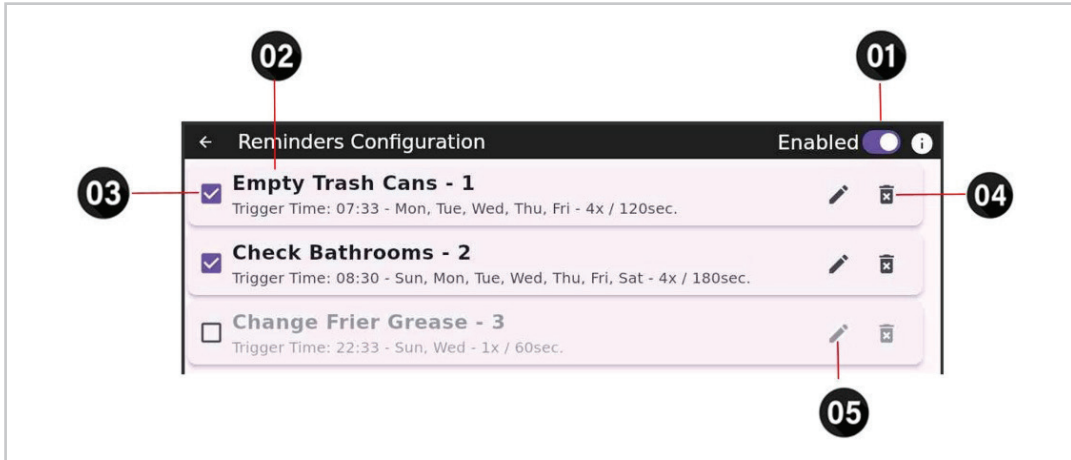 02
01
Reminders Configuration Enabled
03
Empty Trash Cans - 1
Trigger Time: 07:33 - Mon, Tue, Wed, Thu, Fri - 4x / 120sec.
04
Check Bathrooms - 2
Trigger Time: 08:30 - Sun, Mon, Tue, Wed, Thu, Fri, Sat - 4x / 180sec.
Change Frier Grease - 3
Trigger Time: 22:33 - Sun, Wed - 1x / 60sec.
05